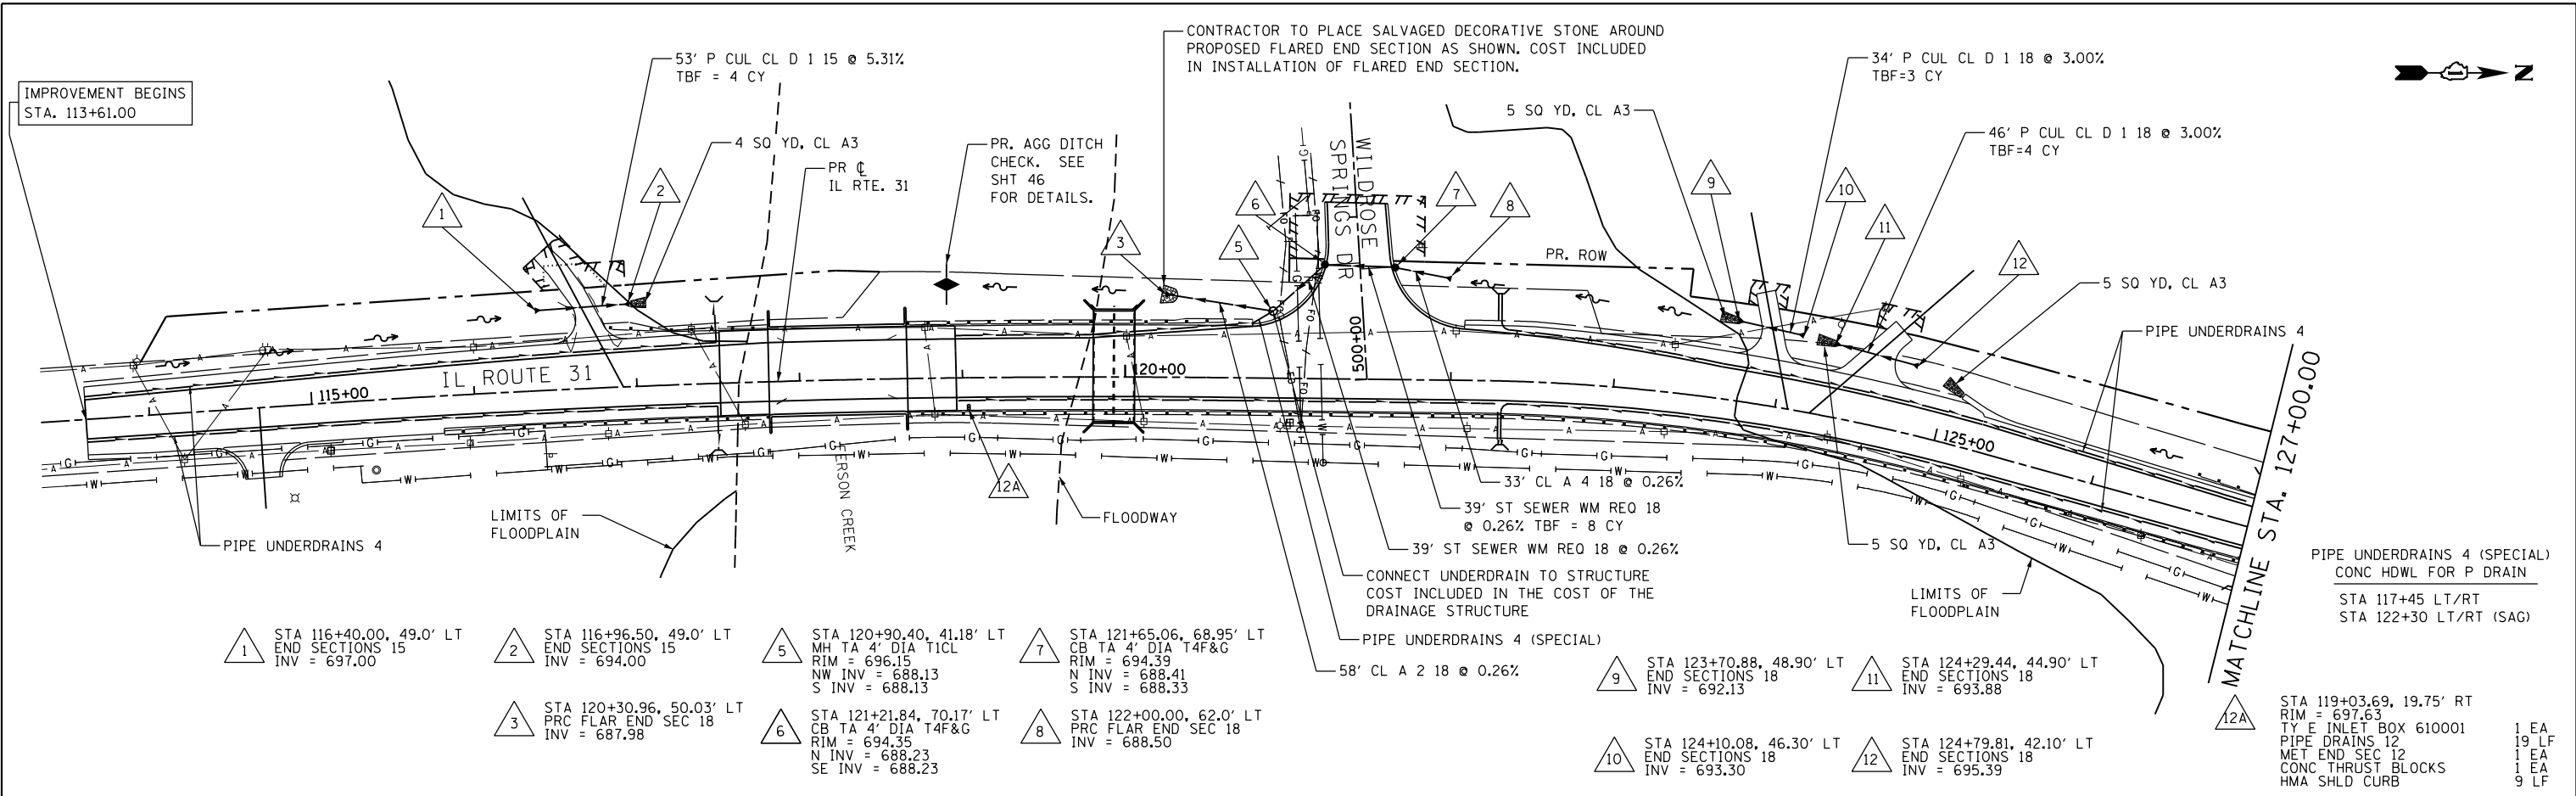 CONTRACTOR TO PLACE SALVAGED DECORATIVE STONE AROUND
PROPOSED FLARED END SECTION AS SHOWN. COST INCLUDED
IN INSTALLATION OF FLARED END SECTION.
53' P CUL CL D 1 15 @ 5.31%
TBF = 4 CY
34' P CUL CL D 1 18 @ 3.00%
TBF=3 CY
N
IMPROVEMENT BEGINS
STA. 113+61.00
5 SQ YD, CL A3
46' P CUL CL D 1 18 @ 3.00%
TBF=4 CY
4 SQ YD, CL A3
PR. AGG DITCH
CHECK. SEE
SHT 46
FOR DETAILS.
PR ℄
IL RTE. 31
WILDROSE
SPRINGS DR
1
2
3
5
6
7
8
9
10
11
12
PR. ROW
5 SQ YD, CL A3
PIPE UNDERDRAINS 4
IL ROUTE 31
115+00
120+00
500+00
125+00
MATCHLINE STA. 127+00.00
12A
FERSON CREEK
LIMITS OF
FLOODPLAIN
FLOODWAY
PIPE UNDERDRAINS 4
33' CL A 4 18 @ 0.26%
39' ST SEWER WM REQ 18
@ 0.26% TBF = 8 CY
39' ST SEWER WM REQ 18 @ 0.26%
5 SQ YD, CL A3
CONNECT UNDERDRAIN TO STRUCTURE
COST INCLUDED IN THE COST OF THE
DRAINAGE STRUCTURE
LIMITS OF
FLOODPLAIN
PIPE UNDERDRAINS 4 (SPECIAL)
58' CL A 2 18 @ 0.26%
PIPE UNDERDRAINS 4 (SPECIAL)
CONC HDWL FOR P DRAIN
STA 117+45 LT/RT
STA 122+30 LT/RT (SAG)
1
STA 116+40.00, 49.0' LT
END SECTIONS 15
INV = 697.00
2
STA 116+96.50, 49.0' LT
END SECTIONS 15
INV = 694.00
3
STA 120+30.96, 50.03' LT
PRC FLAR END SEC 18
INV = 687.98
5
STA 120+90.40, 41.18' LT
MH TA 4' DIA T1CL
RIM = 696.15
NW INV = 688.13
S INV = 688.13
6
STA 121+21.84, 70.17' LT
CB TA 4' DIA T4F&G
RIM = 694.35
N INV = 688.23
SE INV = 688.23
7
STA 121+65.06, 68.95' LT
CB TA 4' DIA T4F&G
RIM = 694.39
N INV = 688.41
S INV = 688.33
8
STA 122+00.00, 62.0' LT
PRC FLAR END SEC 18
INV = 688.50
9
STA 123+70.88, 48.90' LT
END SECTIONS 18
INV = 692.13
10
STA 124+10.08, 46.30' LT
END SECTIONS 18
INV = 693.30
11
STA 124+29.44, 44.90' LT
END SECTIONS 18
INV = 693.88
12
STA 124+79.81, 42.10' LT
END SECTIONS 18
INV = 695.39
12A
STA 119+03.69, 19.75' RT
RIM = 697.63
TY E INLET BOX 610001 1 EA
PIPE DRAINS 12 19 LF
MET END SEC 12 1 EA
CONC THRUST BLOCKS 1 EA
HMA SHLD CURB 9 LF